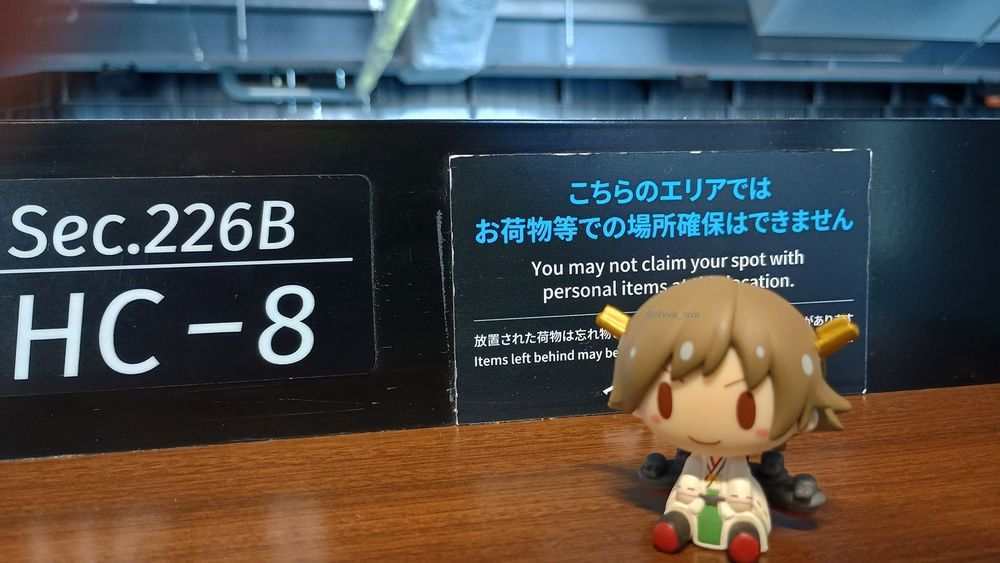 Sec.226B
HC-8
こちらのエリアでは
お荷物等での場所確保はできません
You may not claim your spot with
personal items at location.
放置された荷物は忘れ物 があります
Items left behind may be
@shiva_siva